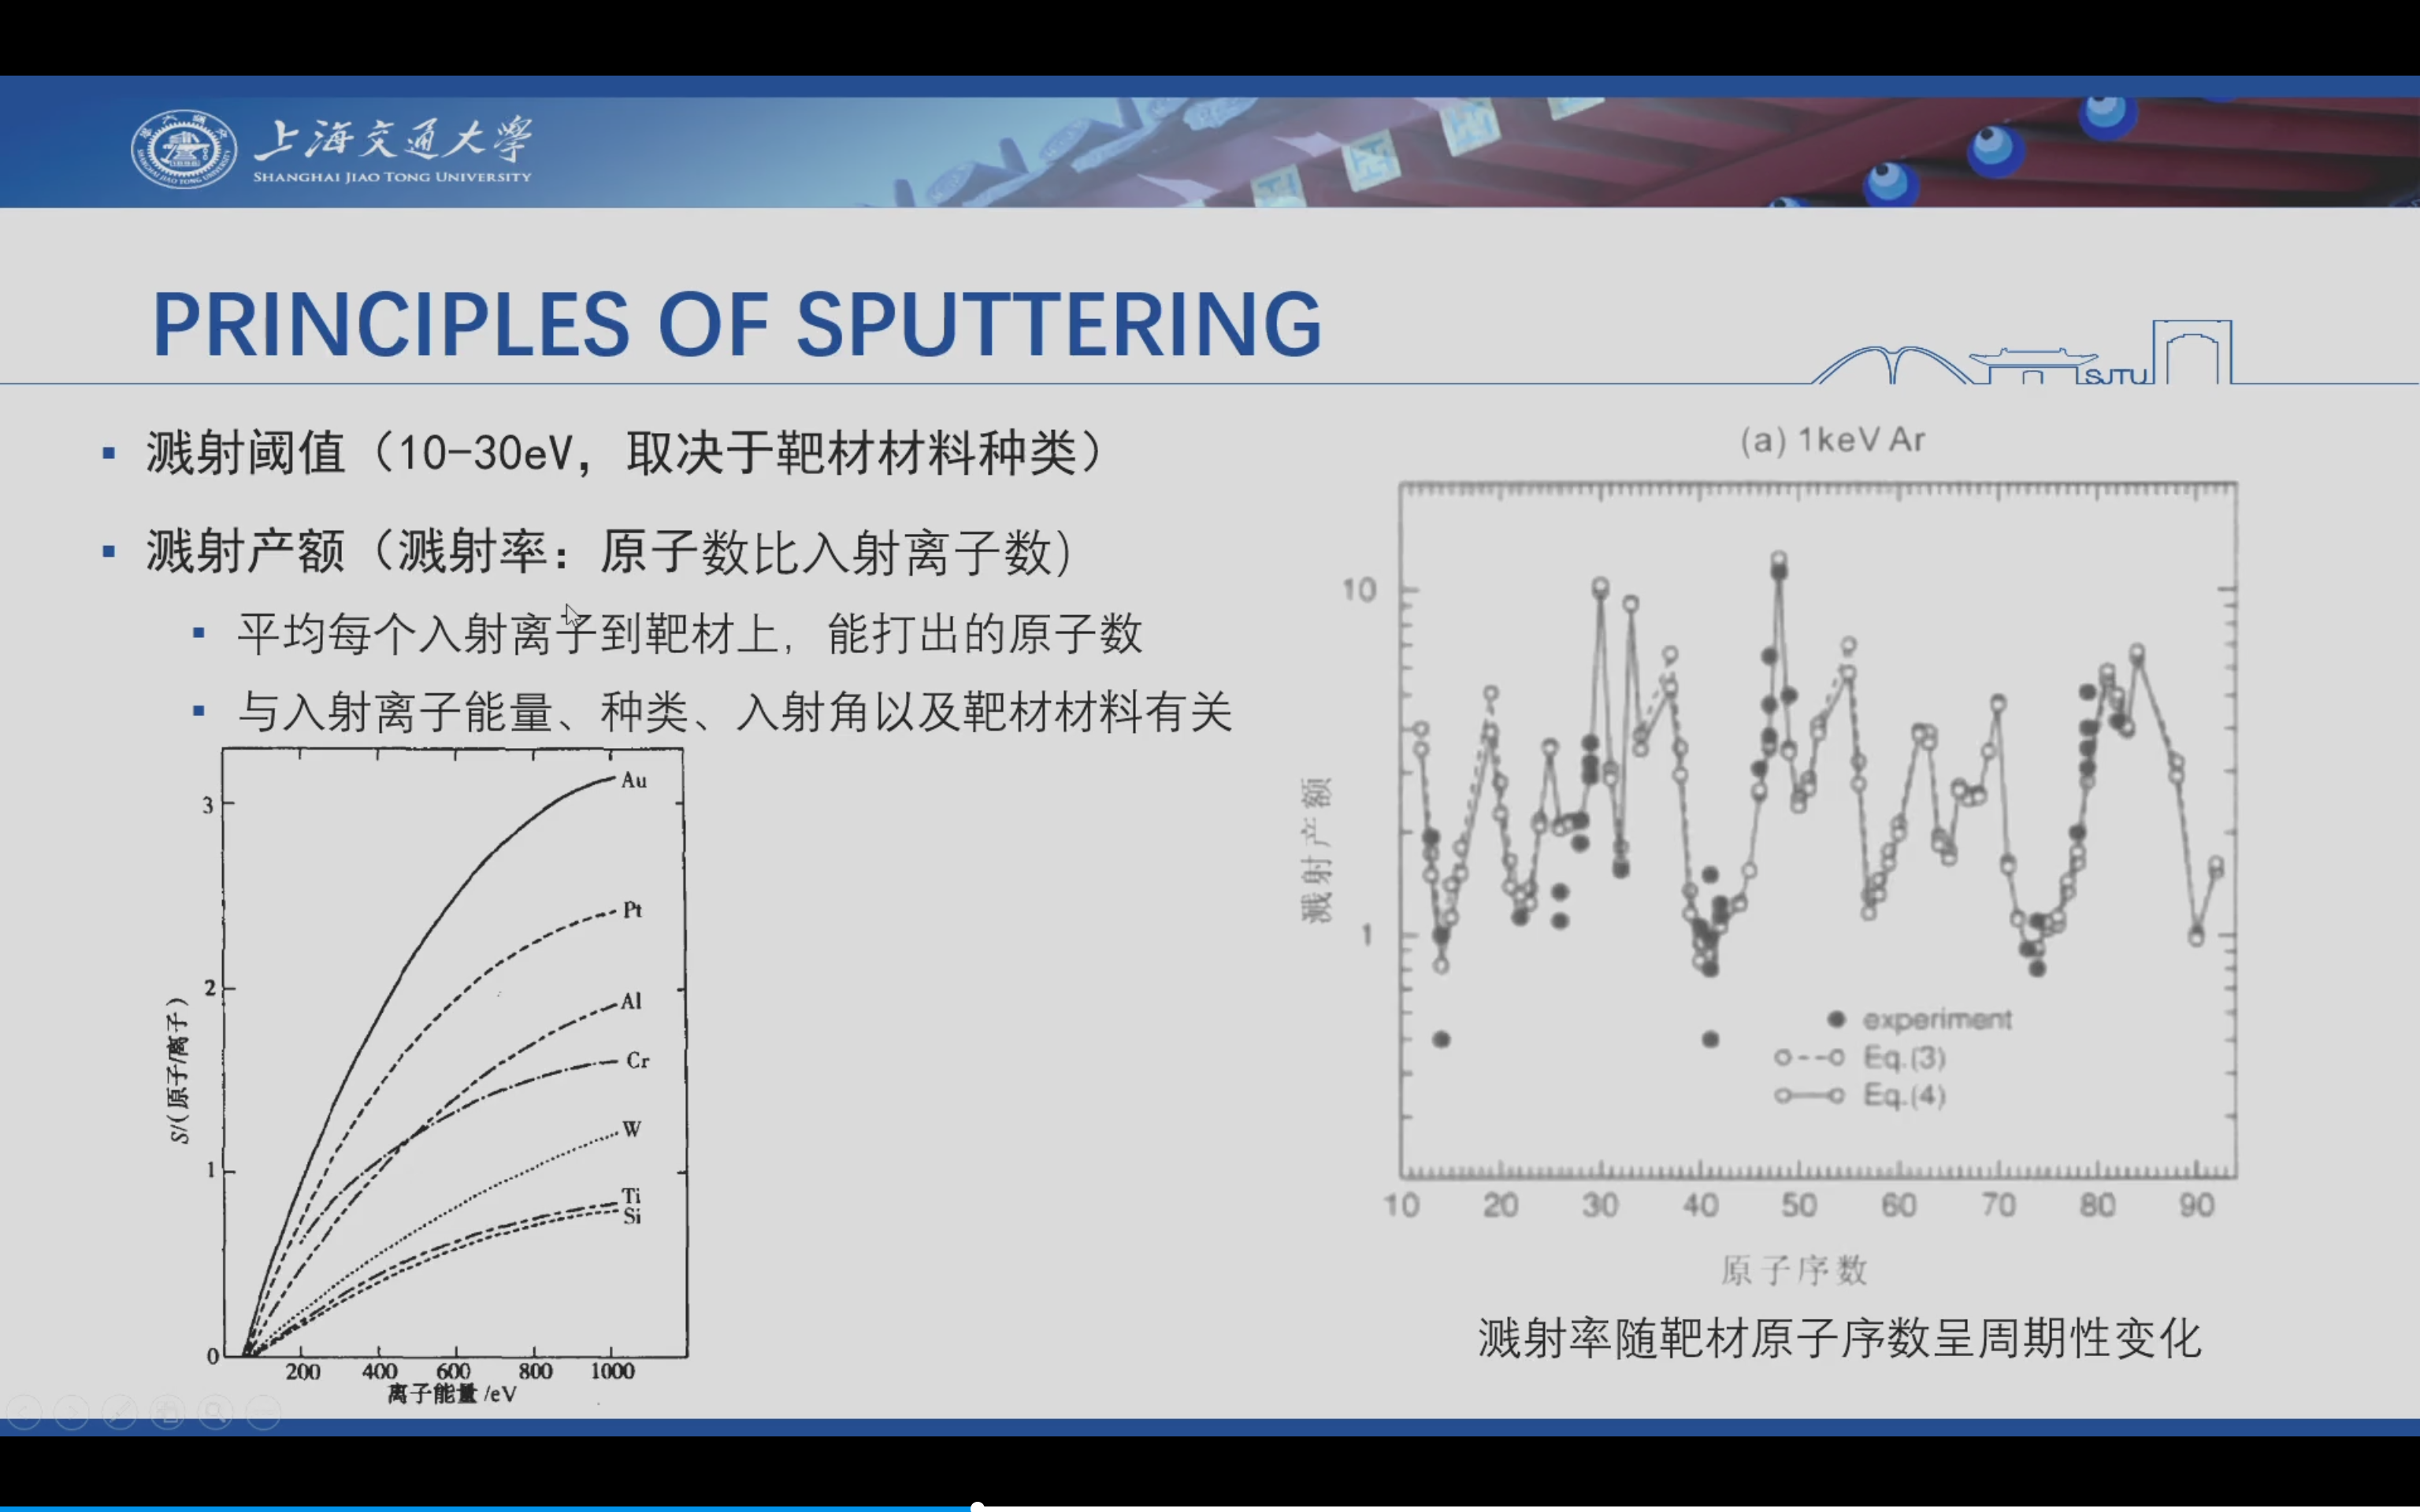 上海交通大學
SHANGHAI JIAO TONG UNIVERSITY
PRINCIPLES OF SPUTTERING
SJTU
溅射阈值（10-30eV，取决于靶材材料种类）
溅射产额（溅射率：原子数比入射离子数）
平均每个入射离子到靶材上，能打出的原子数
与入射离子能量、种类、入射角以及靶材材料有关
3
2
1
0
S/(原子/离子)
Au
Pt
Al
Cr
W
Ti
Si
200 400 600 800 1000
离子能量/eV
(a) 1keV Ar
10
1
溅射产额
experiment
Eq.(3)
Eq.(4)
10 20 30 40 50 60 70 80 90
原子序数
溅射率随靶材原子序数呈周期性变化